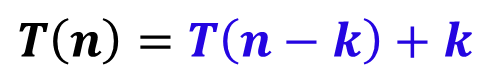 T(n) = T(n − k) + k